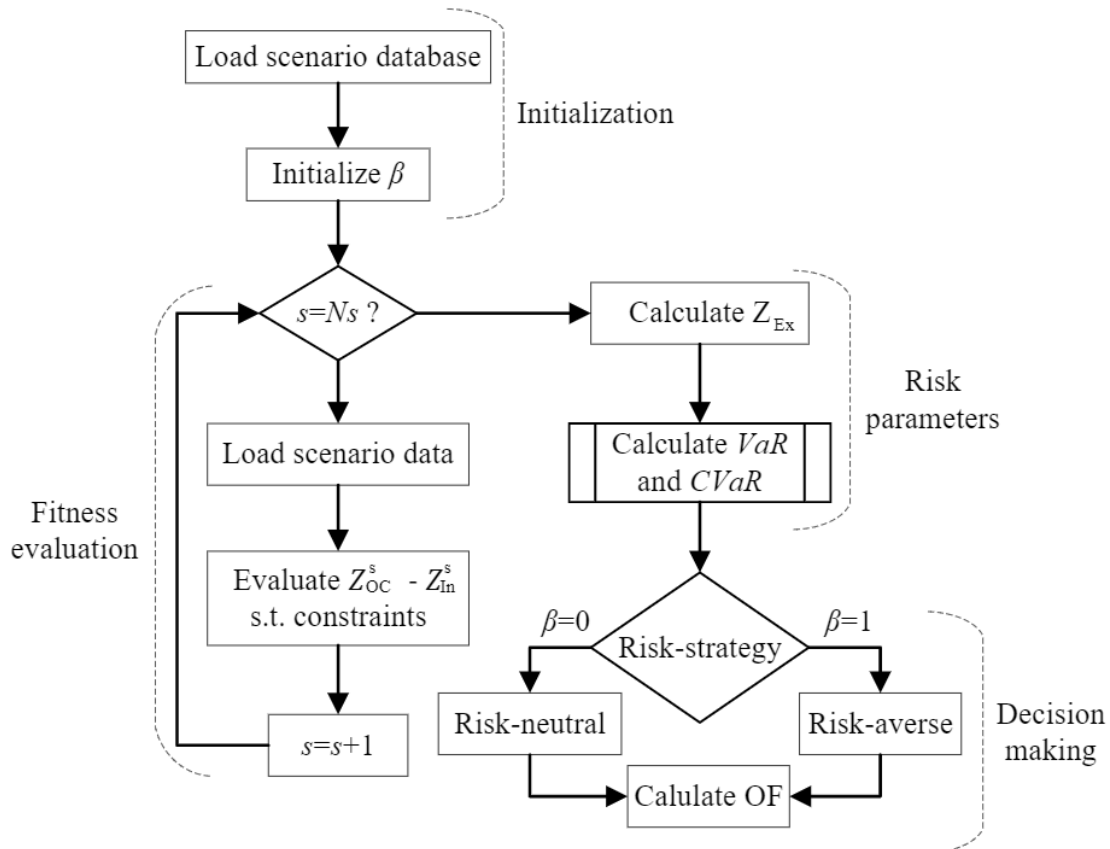 Load scenario database
Initialization
Initialize β
s=Ns ?
Calculate Z_Ex
Risk
parameters
Load scenario data
Calculate VaR
and CVaR
Fitness
evaluation
Evaluate Z^s_OC - Z^s_In
s.t. constraints
β=0
Risk-strategy
β=1
s=s+1
Risk-neutral
Risk-averse
Decision
making
Calulate OF